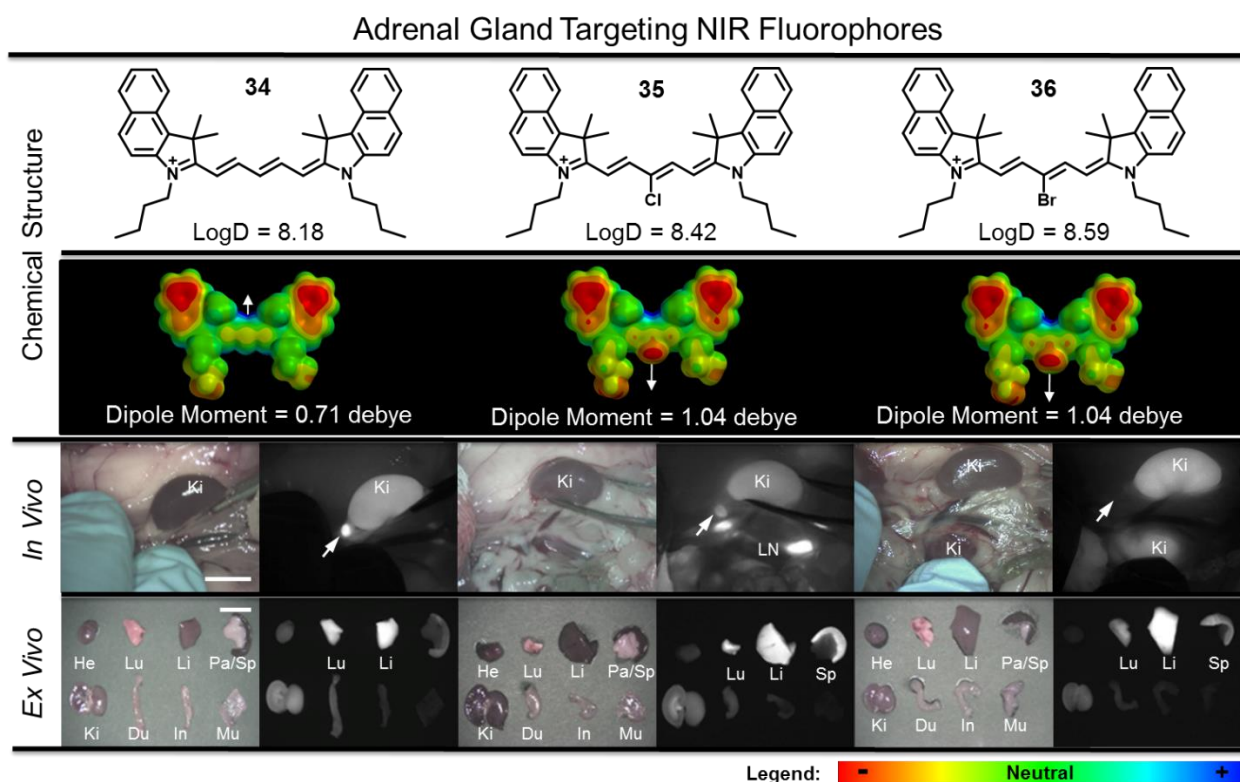 Adrenal Gland Targeting NIR Fluorophores
Chemical Structure
34
35
36
N
+
N
N
+
N
Cl
N
+
N
Br
LogD = 8.18
LogD = 8.42
LogD = 8.59
Dipole Moment = 0.71 debye
Dipole Moment = 1.04 debye
Dipole Moment = 1.04 debye
In Vivo
Ki
Ki
Ki
Ki
LN
Ki
Ki
Ki
Ki
Ex Vivo
He Lu Li Pa/Sp
Ki Du In Mu
Lu Li
He Lu Li Pa/Sp
Ki Du In Mu
Lu Li Sp
He Lu Li Pa/Sp
Ki Du In Mu
Lu Li Sp
Legend: - Neutral +